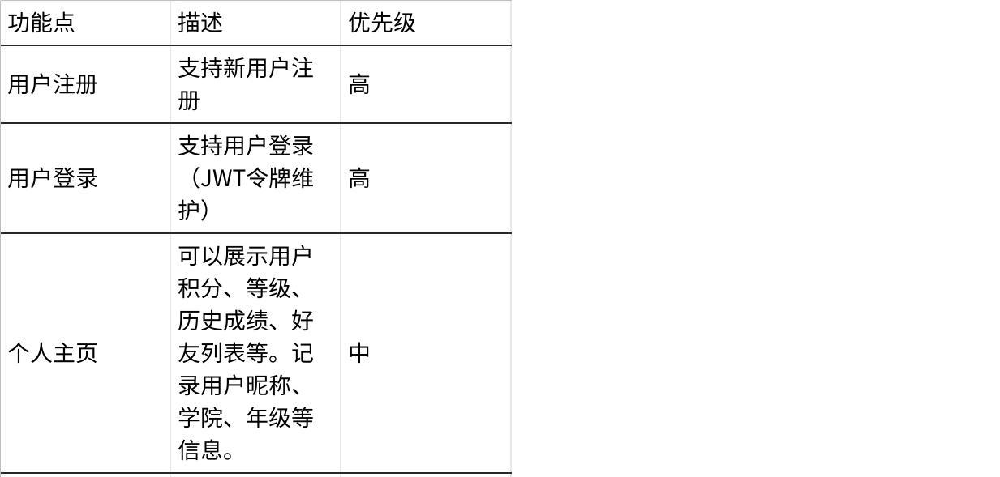 功能点 描述 优先级
用户注册 支持新用户注 高
册
支持用户登录
用户登录 （JWT令牌维 高
护）
可以展示用户
积分、等级、
历史成绩、好
个人主页 友列表等。记 中
录用户昵称、
学院、年级等
信息。